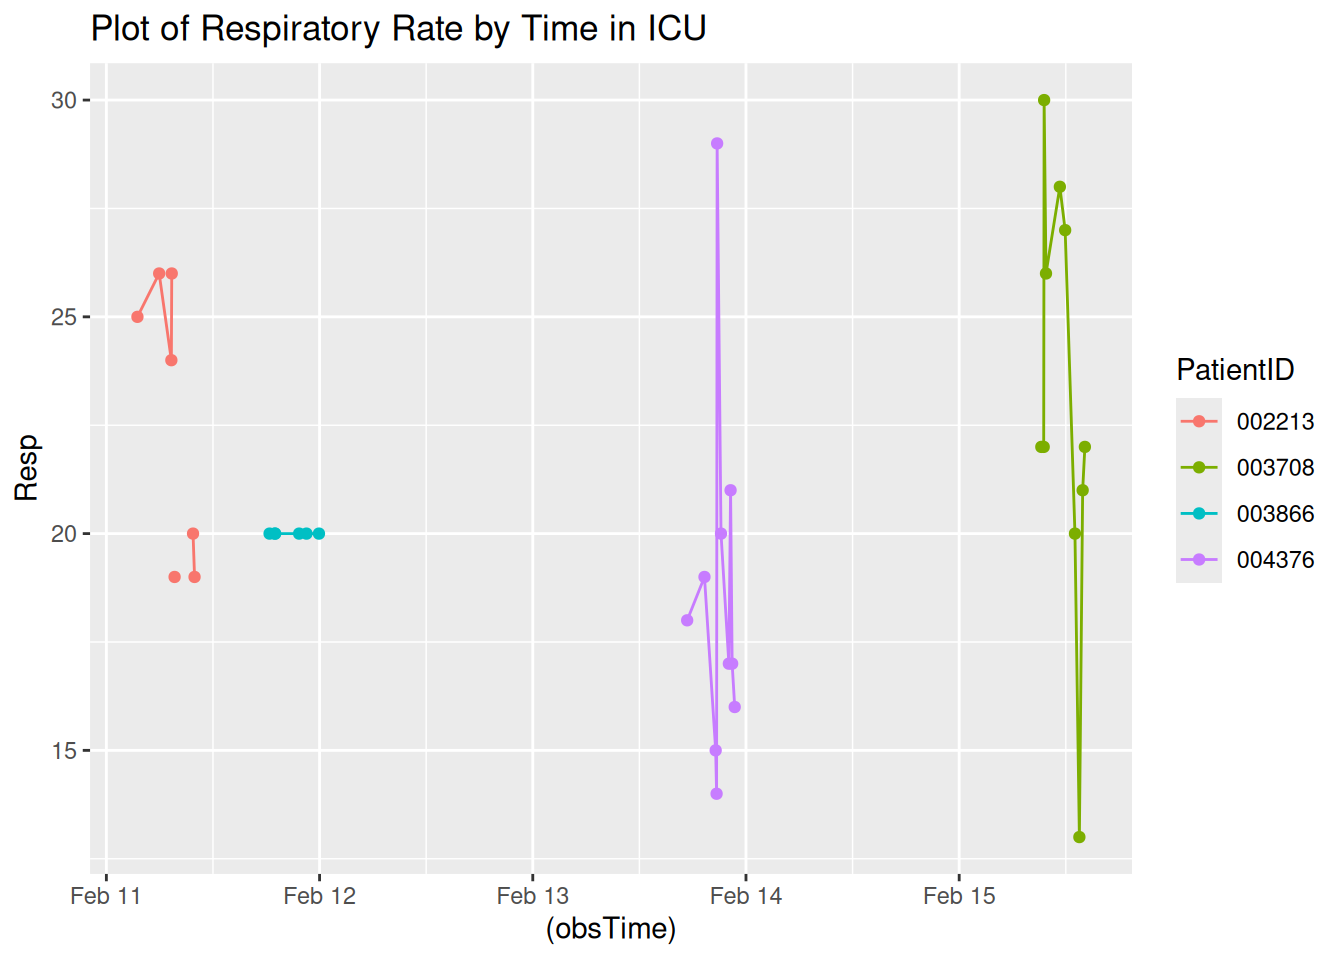 Plot of Respiratory Rate by Time in ICU
30
25
20
15
Resp
Feb 11
Feb 12
Feb 13
Feb 14
Feb 15
(obsTime)
PatientID
002213
003708
003866
004376